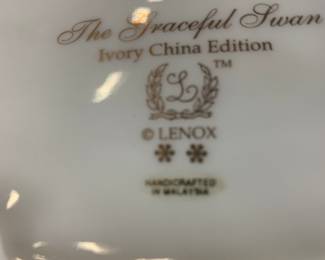 The Graceful Swan
Ivory China Edition
L ™
© LENOX
HANDCRAFTED
IN MALAYSIA